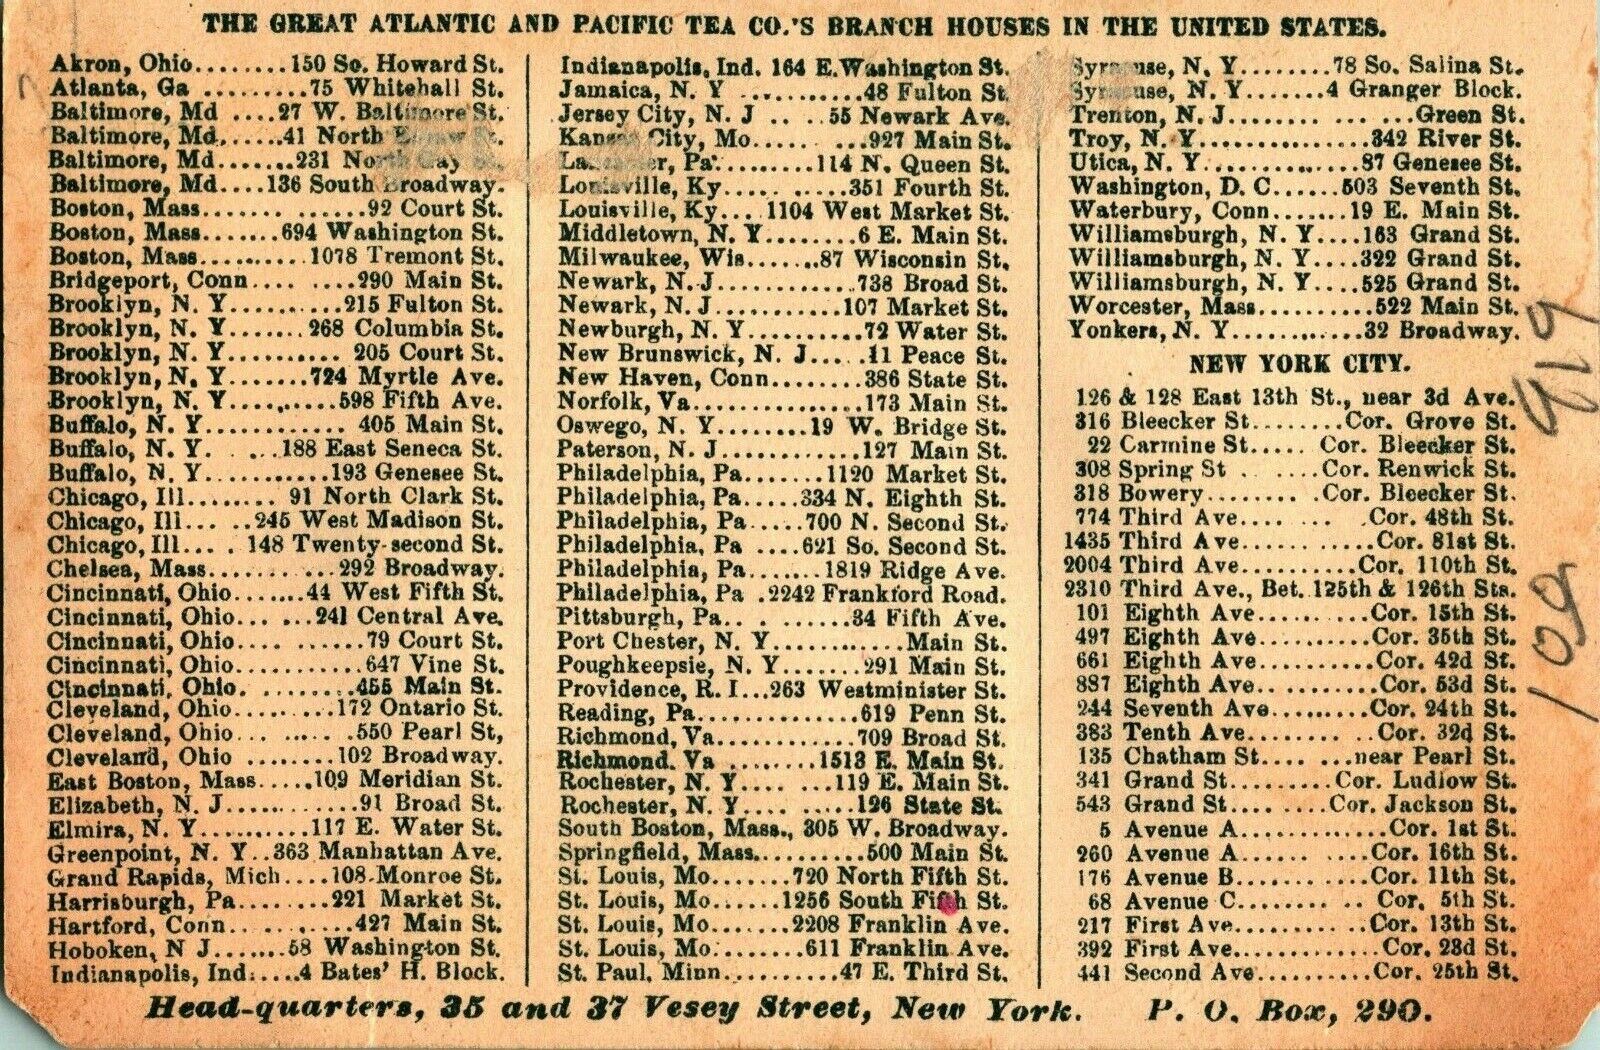 THE GREAT ATLANTIC AND PACIFIC TEA CO.'S BRANCH HOUSES IN THE UNITED STATES.
Akron, Ohio........150 So. Howard St.
Atlanta, Ga .........75 Whitehall St.
Baltimore, Md ....27 W. Baltimore St.
Baltimore, Md......41 North St.
Baltimore, Md.......231 North Gay St.
Baltimore, Md....136 South Broadway.
Boston, Mass....... .......92 Court St.
Boston, Mass.......694 Washington St.
Boston, Mass..........1078 Tremont St.
Bridgeport, Conn .... .....290 Main St.
Brooklyn, N. Y..........215 Fulton St.
Brooklyn, N. Y.......268 Columbia St.
Brooklyn, N. Y.......... 205 Court St.
Brooklyn, N. Y.......724 Myrtle Ave.
Brooklyn, N. Y.........598 Fifth Ave.
Buffalo, N. Y............ 405 Main St.
Buffalo, N. Y. . ...188 East Seneca St.
Buffalo, N. Y...........193 Genesee St.
Chicago, Ill........ 91 North Clark St.
Chicago, Ill... ..245 West Madison St.
Chicago, Ill.... 148 Twenty-second St.
Chelsea, Mass...........292 Broadway.
Cincinnati, Ohio.......44 West Fifth St.
Cincinnati, Ohio... ...241 Central Ave.
Cincinnati, Ohio............79 Court St.
Cincinnati, Ohio............647 Vine St.
Cincinnati, Ohio. .........455 Main St.
Cleveland, Ohio.........172 Ontario St.
Cleveland, Ohio ... ......550 Pearl St,
Cleveland, Ohio ........102 Broadway.
East Boston, Mass.....109 Meridian St.
Elizabeth, N. J............91 Broad St.
Elmira, N. Y.........117 E. Water St.
Greenpoint, N. Y..363 Manhattan Ave.
Grand Rapids, Mich....108 Monroe St.
Harrisburgh, Pa........221 Market St.
Hartford, Conn...........427 Main St.
Hoboken, N J.......58 Washington St.
Indianapolis, Ind.....4 Bates' H. Block.
Indianapolis, Ind. 164 E. Washington St.
Jamaica, N. Y ...........48 Fulton St.
Jersey City, N. J .. ..55 Newark Ave.
Kansas City, Mo..........927 Main St.
Lancaster, Pa.........114 N. Queen St.
Louisville, Ky..........351 Fourth St.
Louisville, Ky....1104 West Market St.
Middletown, N. Y........6 E. Main St.
Milwaukee, Wis.......87 Wisconsin St.
Newark, N. J............738 Broad St.
Newark, N. J..........107 Market St.
Newburgh, N. Y.........72 Water St.
New Brunswick, N. J.....11 Peace St.
New Haven, Conn........386 State St.
Norfolk, Va...............173 Main St.
Oswego, N. Y........19 W. Bridge St.
Paterson, N. J............127 Main St.
Philadelphia, Pa.......1120 Market St.
Philadelphia, Pa.....334 N. Eighth St.
Philadelphia, Pa.....700 N. Second St.
Philadelphia, Pa ....621 So. Second St.
Philadelphia, Pa.......1819 Ridge Ave.
Philadelphia, Pa .2242 Frankford Road.
Pittsburgh, Pa.. . .......34 Fifth Ave.
Port Chester, N. Y............Main St.
Poughkeepsie, N. Y.......291 Main St.
Providence, R. I...263 Westminister St.
Reading, Pa..............619 Penn St.
Richmond, Va............709 Broad St.
Richmond. Va ........1513 E. Main St.
Rochester, N. Y.... ....119 E. Main St.
Rochester, N. Y.... .....126 State St.
South Boston, Mass., 305 W. Broadway.
Springfield, Mass..........500 Main St.
St. Louis, Mo.......720 North Fifth St.
St. Louis, Mo......1256 South Fifth St.
St. Louis, Mo.......2208 Franklin Ave.
St. Louis, Mo........611 Franklin Ave.
St. Paul, Minn..........47 E. Third St.
Syracuse, N. Y........78 So. Salina St.
Syracuse, N. Y.......4 Granger Block.
Trenton, N. J........ ... ...Green St.
Troy, N. Y..............342 River St.
Utica, N. Y.............87 Genesee St.
Washington, D. C......503 Seventh St.
Waterbury, Conn.......19 E. Main St.
Williamsburgh, N. Y....163 Grand St.
Williamsburgh, N. Y....322 Grand St.
Williamsburgh, N. Y....525 Grand St.
Worcester, Mass..........522 Main St.
Yonkers, N. Y...........32 Broadway.
NEW YORK CITY.
126 & 128 East 13th St., near 3d Ave.
316 Bleecker St........Cor. Grove St.
22 Carmine St..... Cor. Bleecker St.
308 Spring St . .....Cor. Renwick St.
318 Bowery....... .Cor. Bleecker St.
774 Third Ave....... .Cor. 48th St.
1435 Third Ave...........Cor. 81st St.
2004 Third Ave..........Cor. 110th St.
2310 Third Ave., Bet. 125th & 126th Sts.
101 Eighth Ave.........Cor. 15th St.
497 Eighth Ave.........Cor. 35th St.
661 Eighth Ave.........Cor. 42d St.
887 Eighth Ave.........Cor. 53d St.
244 Seventh Ave........Cor. 24th St.
383 Tenth Ave....... ..Cor. 32d St.
135 Chatham St.... ...near Pearl St.
341 Grand St........Cor. Ludlow St.
543 Grand St........Cor. Jackson St.
5 Avenue A............Cor. 1st St.
260 Avenue A...... ....Cor. 16th St.
176 Avenue B..........Cor. 11th St.
68 Avenue C........... Cor. 5th St.
217 First Ave...........Cor. 13th St.
392 First Ave...........Cor. 23d St.
441 Second Ave........Cor. 25th St.
Head-quarters, 35 and 37 Vesey Street, New York. P. O. Box, 290.